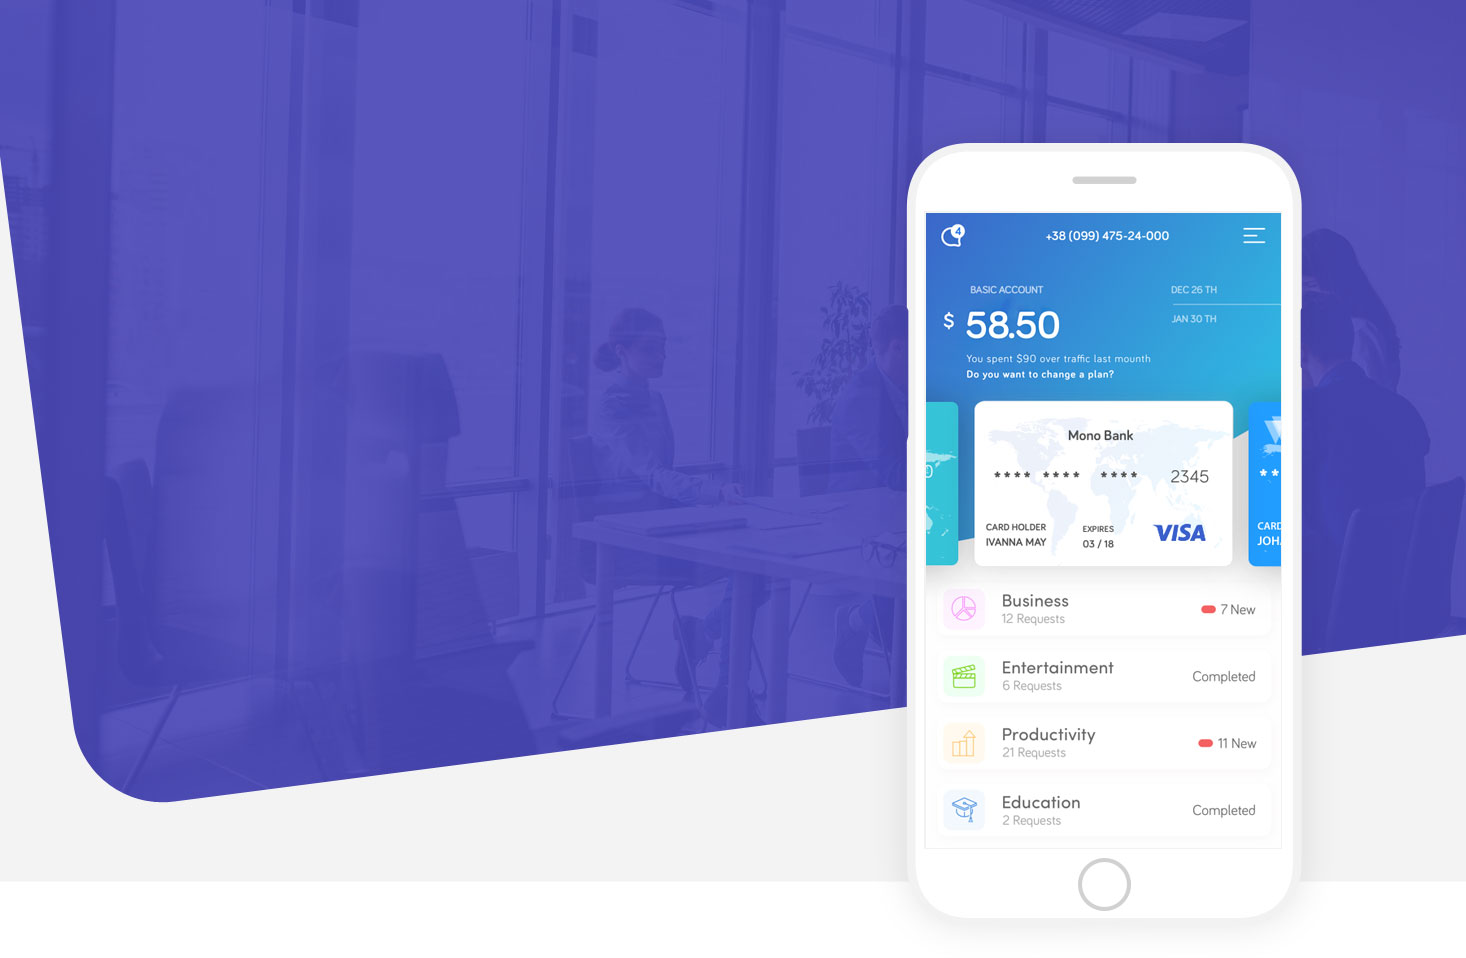 4
+38 (099) 475-24-000
BASIC ACCOUNT
DEC 26 TH
$ 58.50
JAN 30 TH
You spent $90 over traffic last mounth
Do you want to change a plan?
Mono Bank
**** **** **** 2345
CARD HOLDER
IVANNA MAY
EXPIRES
03 / 18
VISA
**
CARD
JOH
Business
12 Requests
7 New
Entertainment
6 Requests
Completed
Productivity
21 Requests
11 New
Education
2 Requests
Completed